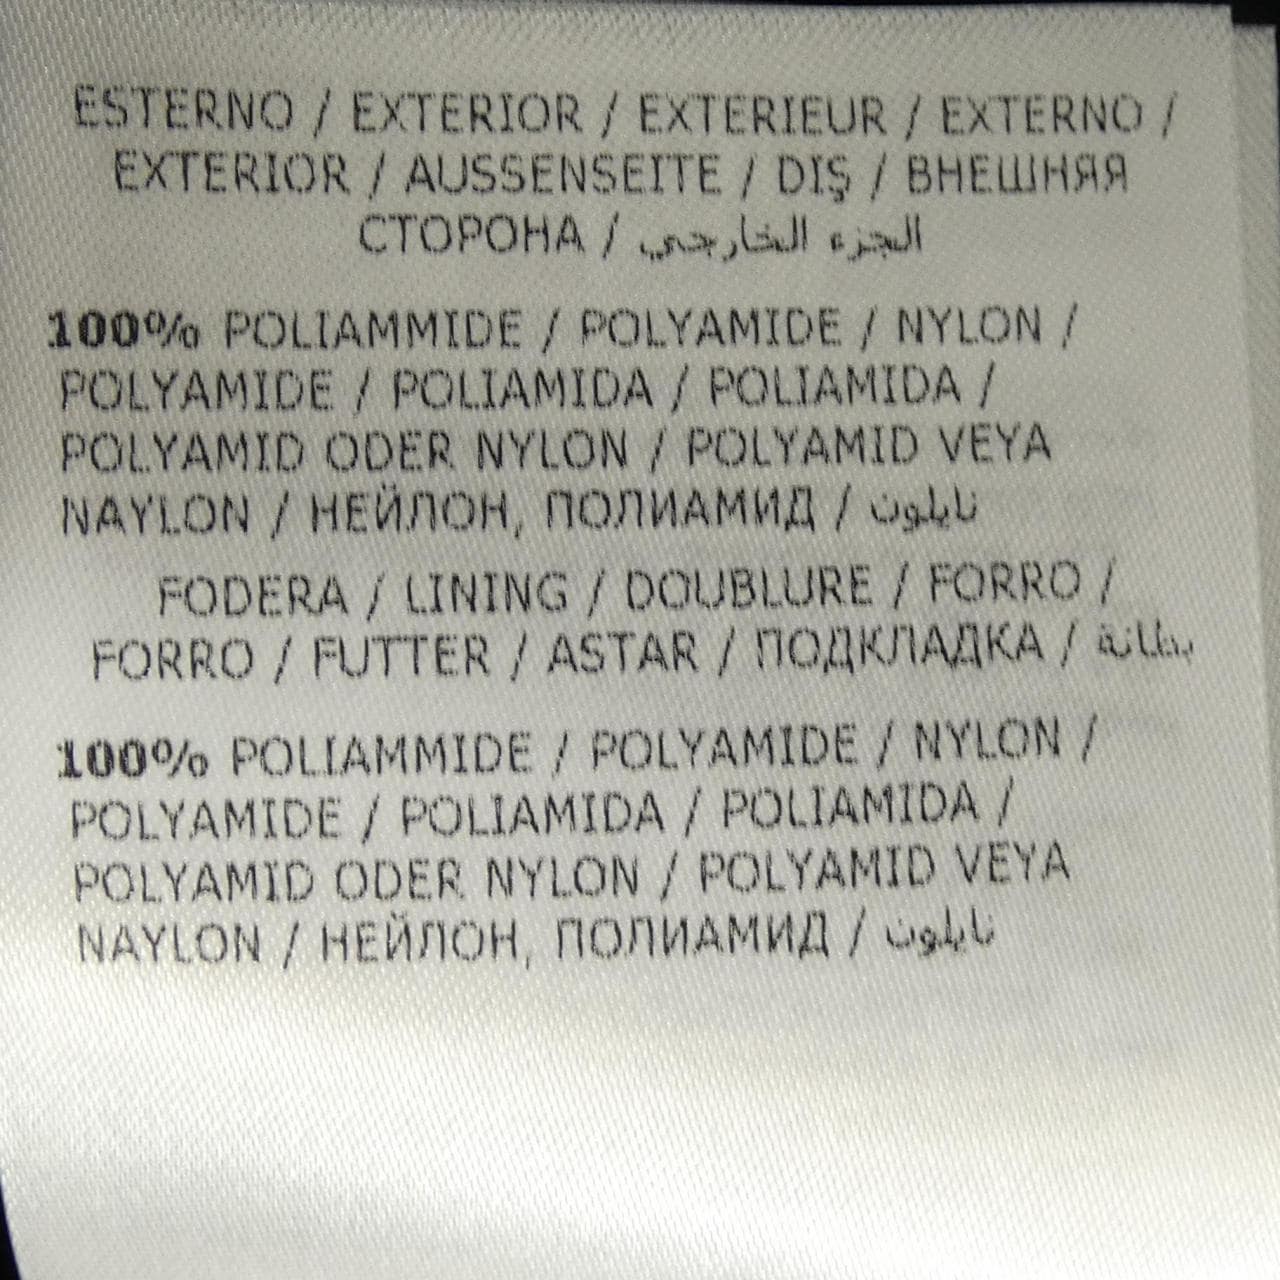 ESTERNO / EXTERIOR / EXTERIEUR / EXTERNO /
EXTERIOR / AUSSENSEITE / DIŞ / ВНЕШНЯЯ
СТОРОНА / الجزء الخارجي
100% POLIAMMIDE / POLYAMIDE / NYLON /
POLYAMIDE / POLIAMIDA / POLIAMIDA /
POLYAMID ODER NYLON / POLYAMID VEYA
NAYLON / НЕЙЛОН, ПОЛИАМИД / نايلون
FODERA / LINING / DOUBLURE / FORRO /
FORRO / FUTTER / ASTAR / ПОДКЛАДКА / بطانة
100% POLIAMMIDE / POLYAMIDE / NYLON /
POLYAMIDE / POLIAMIDA / POLIAMIDA /
POLYAMID ODER NYLON / POLYAMID VEYA
NAYLON / НЕЙЛОН, ПОЛИАМИД / نايلون